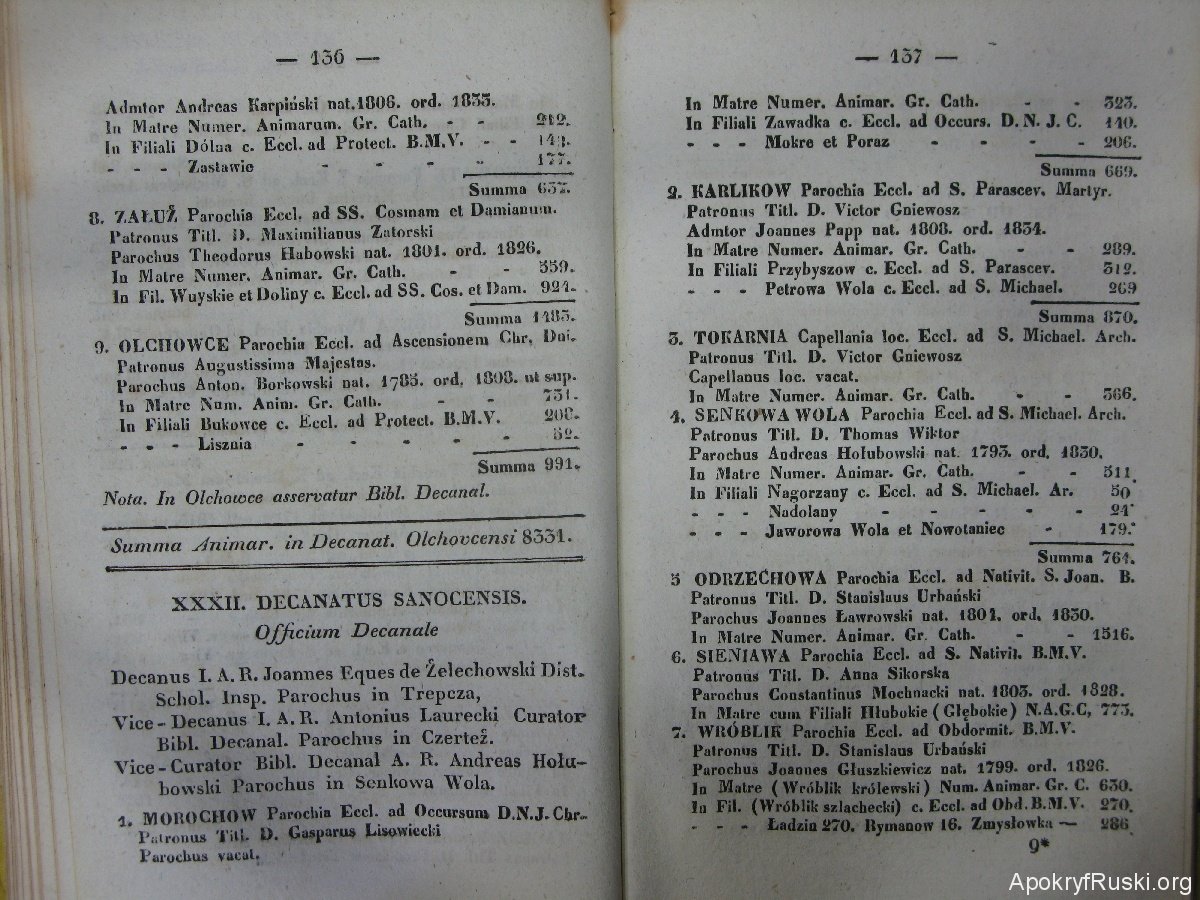 — 136 —
Admtor Andreas Karpiński nat. 1806. ord. 1833.
In Matre Numer. Animarum. Gr. Cath. - - 212.
In Filiali Dólna c. Eccl. ad Protect. B.M.V. - - 143.
- - - Zastawie - - - - 177.
Summa 637.
8. ZAŁUŻ Parochia Eccl. ad SS. Cosmam et Damianum.
Patronus Titl. D. Maximilianus Zatorski
Parochus Theodorus Habowski nat. 1801. ord. 1826.
In Matre Numer. Animar. Gr. Cath. - - 559.
In Fil. Wuyskie et Doliny c. Eccl. ad SS. Cos. et Dam. 924.
Summa 1483.
9. OLCHOWCE Parochia Eccl. ad Ascensionem Chr. Dni.
Patronus Augustissima Majestas.
Parochus Anton. Borkowski nat. 1785. ord. 1808. ut sup.
In Matre Num. Anim. Gr. Cath. - - 731.
In Filiali Bukowce c. Eccl. ad Protect. B.M.V. 208.
- - - Lisznia - - - - - 52.
Summa 991.
Nota. In Olchowce asservatur Bibl. Decanal.
Summa Animar. in Decanat. Olchovcensi 8331.
XXXII. DECANATUS SANOCENSIS.
Officium Decanale
Decanus I. A. R. Joannes Eques de Żelechowski Dist.
Schol. Insp. Parochus in Trepcza,
Vice-Decanus I. A. R. Antonius Laurecki Curator
Bibl. Decanal. Parochus in Czerteż.
Vice-Curator Bibl. Decanal A. R. Andreas Hołu-
bowski Parochus in Senkowa Wola.
1. MOROCHOW Parochia Eccl. ad Occursum D.N.J. Chr.
Patronus Titl. D. Gasparus Lisowiecki
Parochus vacat.
— 137 —
In Matre Numer. Animar. Gr. Cath. - - 323.
In Filiali Zawadka c. Eccl. ad Occurs. D. N. J. C. 140.
- - - Mokre et Poraz - - - - 206.
Summa 669.
2. KARLIKOW Parochia Eccl. ad S. Parascev. Martyr.
Patronus Titl. D. Victor Gniewosz
Admtor Joannes Papp nat. 1808. ord. 1834.
In Matre Numer. Animar. Gr. Cath. - - 289.
In Filiali Przybyszow c. Eccl. ad S. Parascev. 312.
- - - Petrowa Wola c. Eccl. ad S. Michael. 269
Summa 870.
3. TOKARNIA Capellania loc. Eccl. ad S. Michael. Arch.
Patronus Titl. D. Victor Gniewosz
Capellanus loc. vacat.
In Matre Numer. Animar. Gr. Cath. - - 366.
4. SENKOWA WOLA Parochia Eccl. ad S. Michael. Arch.
Patronus Titl. D. Thomas Wiktor
Parochus Andreas Hołubowski nat. 1793. ord. 1830.
In Matre Numer. Animar. Gr. Cath. - - 511.
In Filiali Nagorzany c. Eccl. ad S. Michael. Ar. 50
- - - Nadolany - - - - - 24.
- - - Jaworowa Wola et Nowotaniec - 179.
Summa 764.
5 ODRZECHOWA Parochia Eccl. ad Nativit. S. Joan. B.
Patronus Titl. D. Stanislaus Urbański
Parochus Joannes Ławrowski nat. 1801. ord. 1830.
In Matre Numer. Animar. Gr. Cath. - - 1516.
6. SIENIAWA Parochia Eccl. ad S. Nativit. B.M.V.
Patronus Titl. D. Anna Sikorska
Parochus Constantinus Mochnacki nat. 1803. ord. 1828.
In Matre cum Filiali Hłubokie (Głębokie) N.A.G.C, 773.
7. WRÓBLIK Parochia Eccl. ad Obdormit. B.M.V.
Patronus Titl. D. Stanislaus Urbański
Parochus Joannes Głuszkiewicz nat. 1799. ord. 1826.
In Matre (Wróblik królewski) Num. Animar. Gr. C. 630.
In Fil. (Wróblik szlachecki) c. Eccl. ad Obd. B.M.V. 270.
- - - Ładzin 270. Rymanow 16. Zmysłowka — 286
9*
ApokryfRuski.org